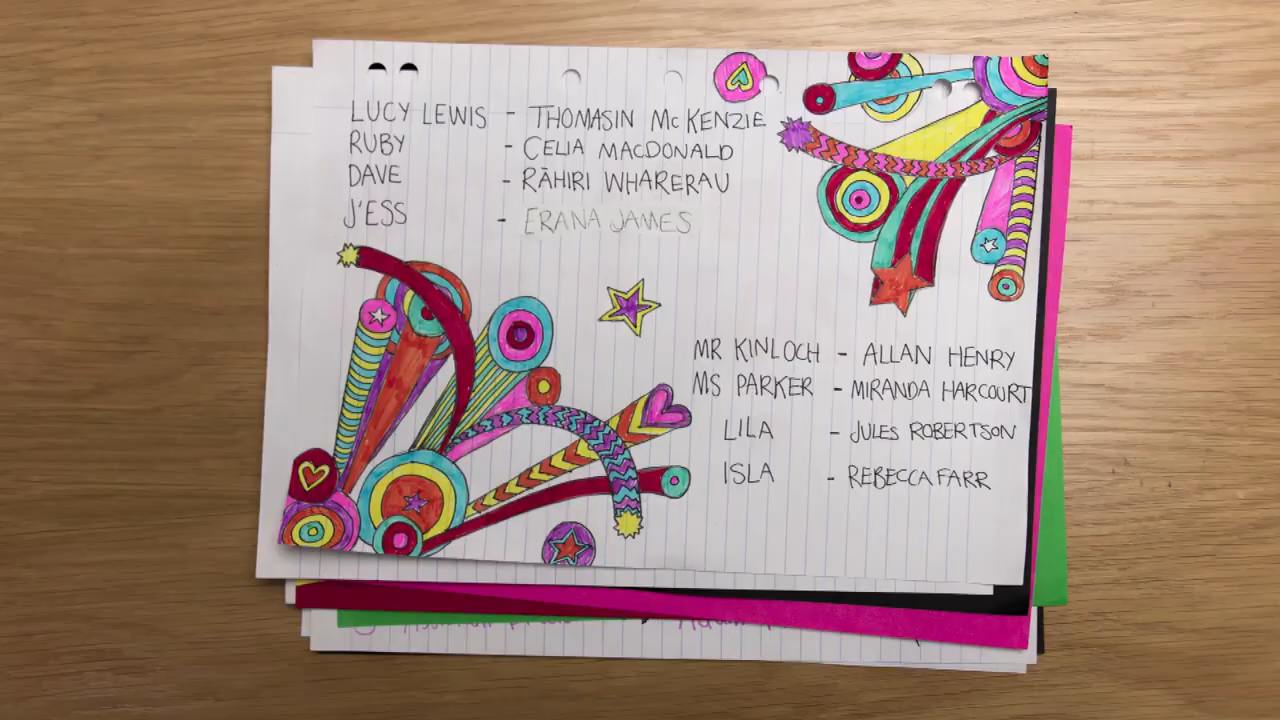 LUCY LEWIS - THOMASIN McKENZIE
RUBY - CELIA MACDONALD
DAVE - RĀHIRI WHARERAU
J'ESS - ERANA JAMES
MR KINLOCH - ALLAN HENRY
MS PARKER - MIRANDA HARCOURT
LILA - JULES ROBERTSON
ISLA - REBECCA FARR